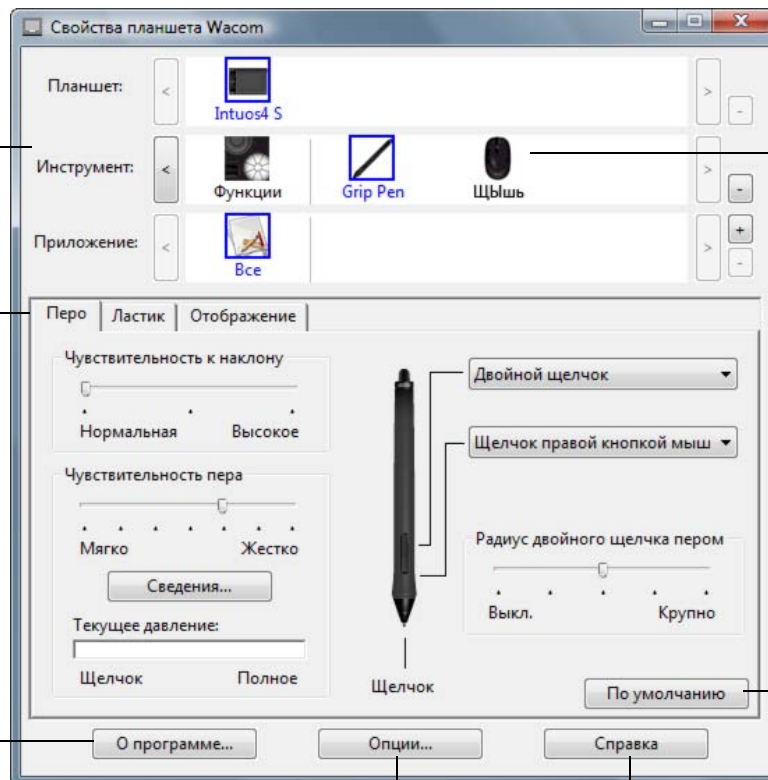 Свойства планшета Wacom
Планшет:
Intuos4 S
Инструмент:
Функции
Grip Pen
ЩЫшь
Приложение:
Все
Перо
Ластик
Отображение
Чувствительность к наклону
Нормальная
Высокое
Чувствительность пера
Мягко
Жестко
Сведения...
Текущее давление:
Щелчок
Полное
Двойной щелчок
Щелчок правой кнопкой мыш
Щелчок
Радиус двойного щелчка пером
Выкл.
Крупно
По умолчанию
О программе...
Опции...
Справка